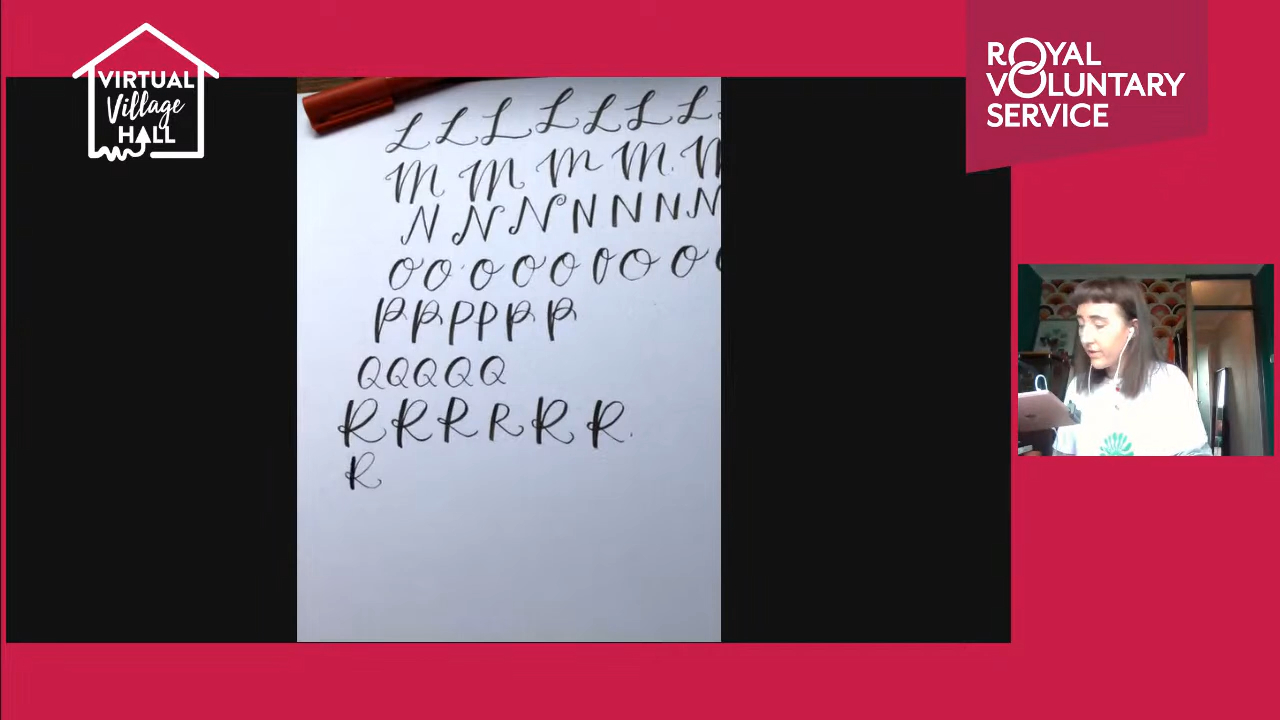 VIRTUAL
Village
HALL
ROYAL
VOLUNTARY
SERVICE
L L L L L L L
M M M M M
N N N N N N N
O O O O O O O O O
P P P P P P
Q Q Q Q Q
R R R R R R.
R